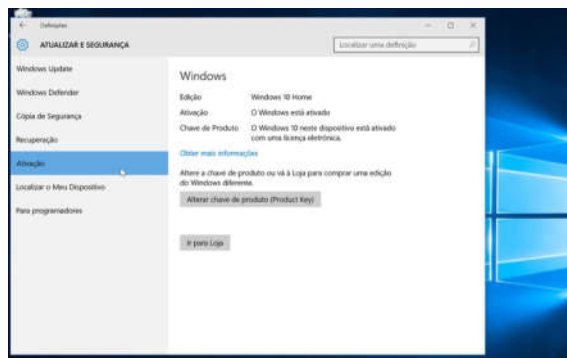 Definições
ATUALIZAR E SEGURANÇA
Localizar uma definição
Windows Update
Windows Defender
Cópia de Segurança
Recuperação
Ativação
Localizar o Meu Dispositivo
Para programadores
Windows
Edição Windows 10 Home
Ativação O Windows está ativado
Chave de Produto O Windows 10 neste dispositivo está ativado
com uma licença eletrónica.
Obter mais informações
Altere a chave de produto ou vá à Loja para comprar uma edição
do Windows diferente.
Alterar chave de produto (Product Key)
Ir para Loja